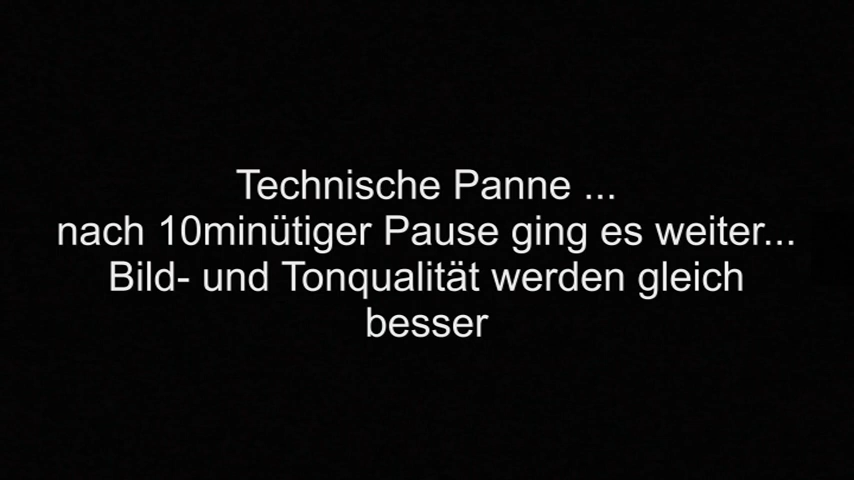 Technische Panne ...
nach 10minütiger Pause ging es weiter...
Bild- und Tonqualität werden gleich
besser